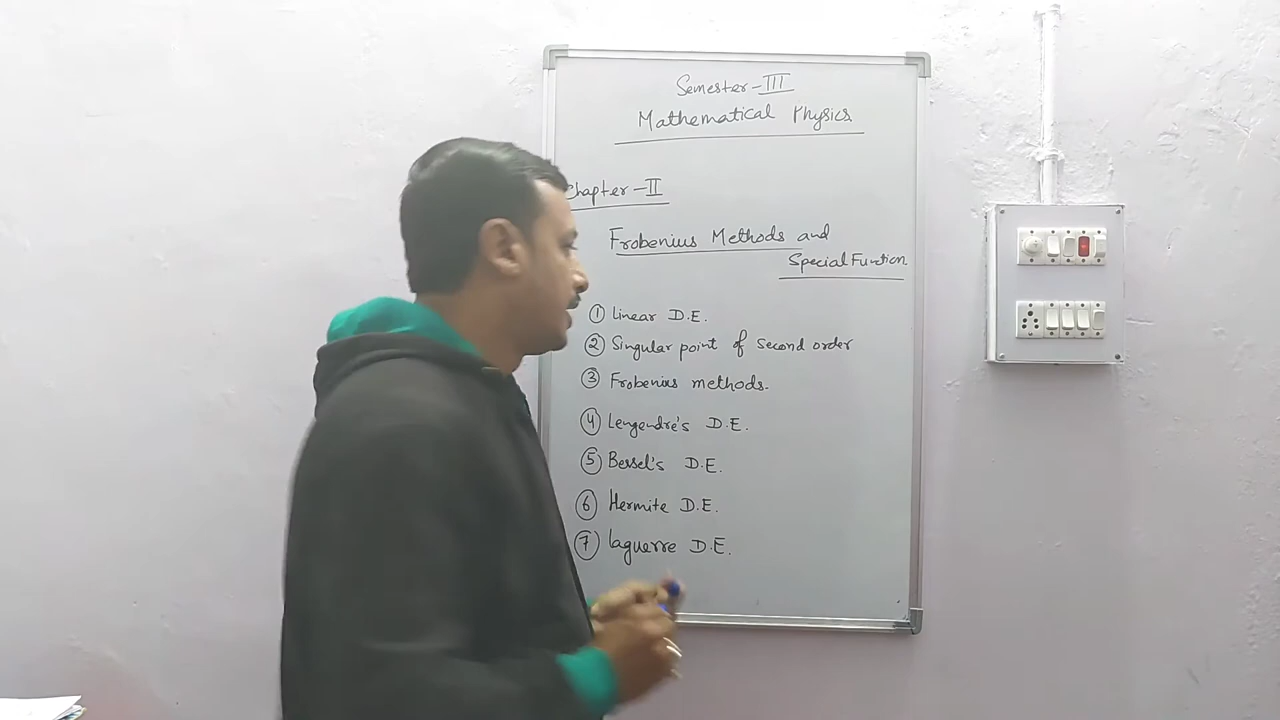 Semester-III
Mathematical Physics
Chapter-II
Frobenius Methods and
Special Function
① Linear D.E.
② Singular point of second order
③ Frobenius methods.
④ Lengendre's D.E.
⑤ Bessel's D.E.
⑥ Hermite D.E.
⑦ laguerre D.E.